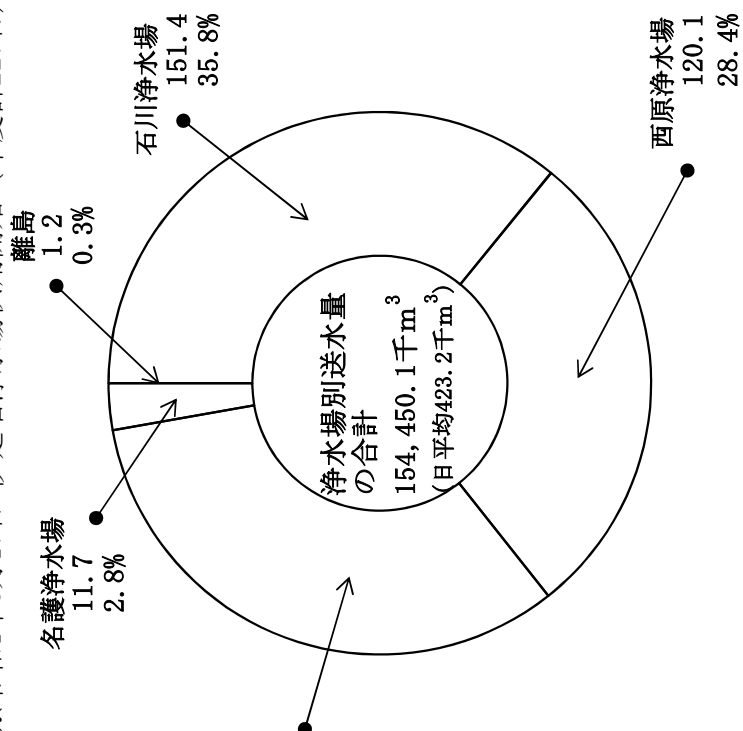 離島
1.2
0.3%
石川浄水場
151.4
35.8%
名護浄水場
11.7
2.8%
浄水場別送水量
の合計
154,450.1千m³
(日平均423.2千m³)
西原浄水場
120.1
28.4%